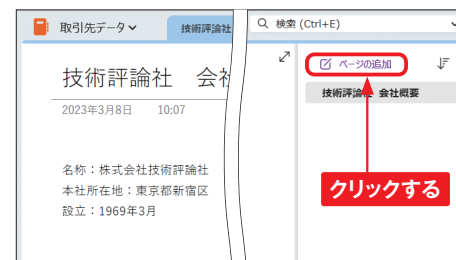 取引先データ
技術評論社
検索 (Ctrl+E)
技術評論社 会社
2023年3月8日 10:07
名称：株式会社技術評論社
本社所在地：東京都新宿区
設立：1969年3月
ページの追加
技術評論社 会社概要
クリックする